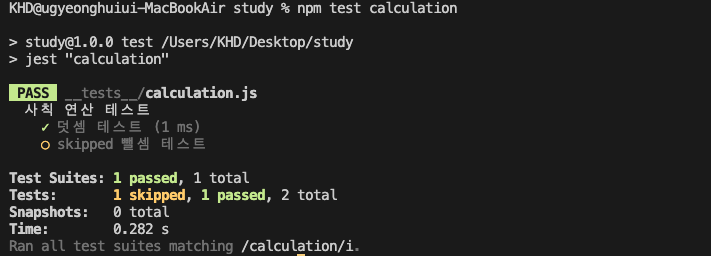 KHD@ugyeonghuiui-MacBookAir study % npm test calculation
> study@1.0.0 test /Users/KHD/Desktop/study
> jest "calculation"
PASS __tests__/calculation.js
사칙 연산 테스트
✓ 덧셈 테스트 (1 ms)
○ skipped 뺄셈 테스트
Test Suites: 1 passed, 1 total
Tests: 1 skipped, 1 passed, 2 total
Snapshots: 0 total
Time: 0.282 s
Ran all test suites matching /calculation/i.